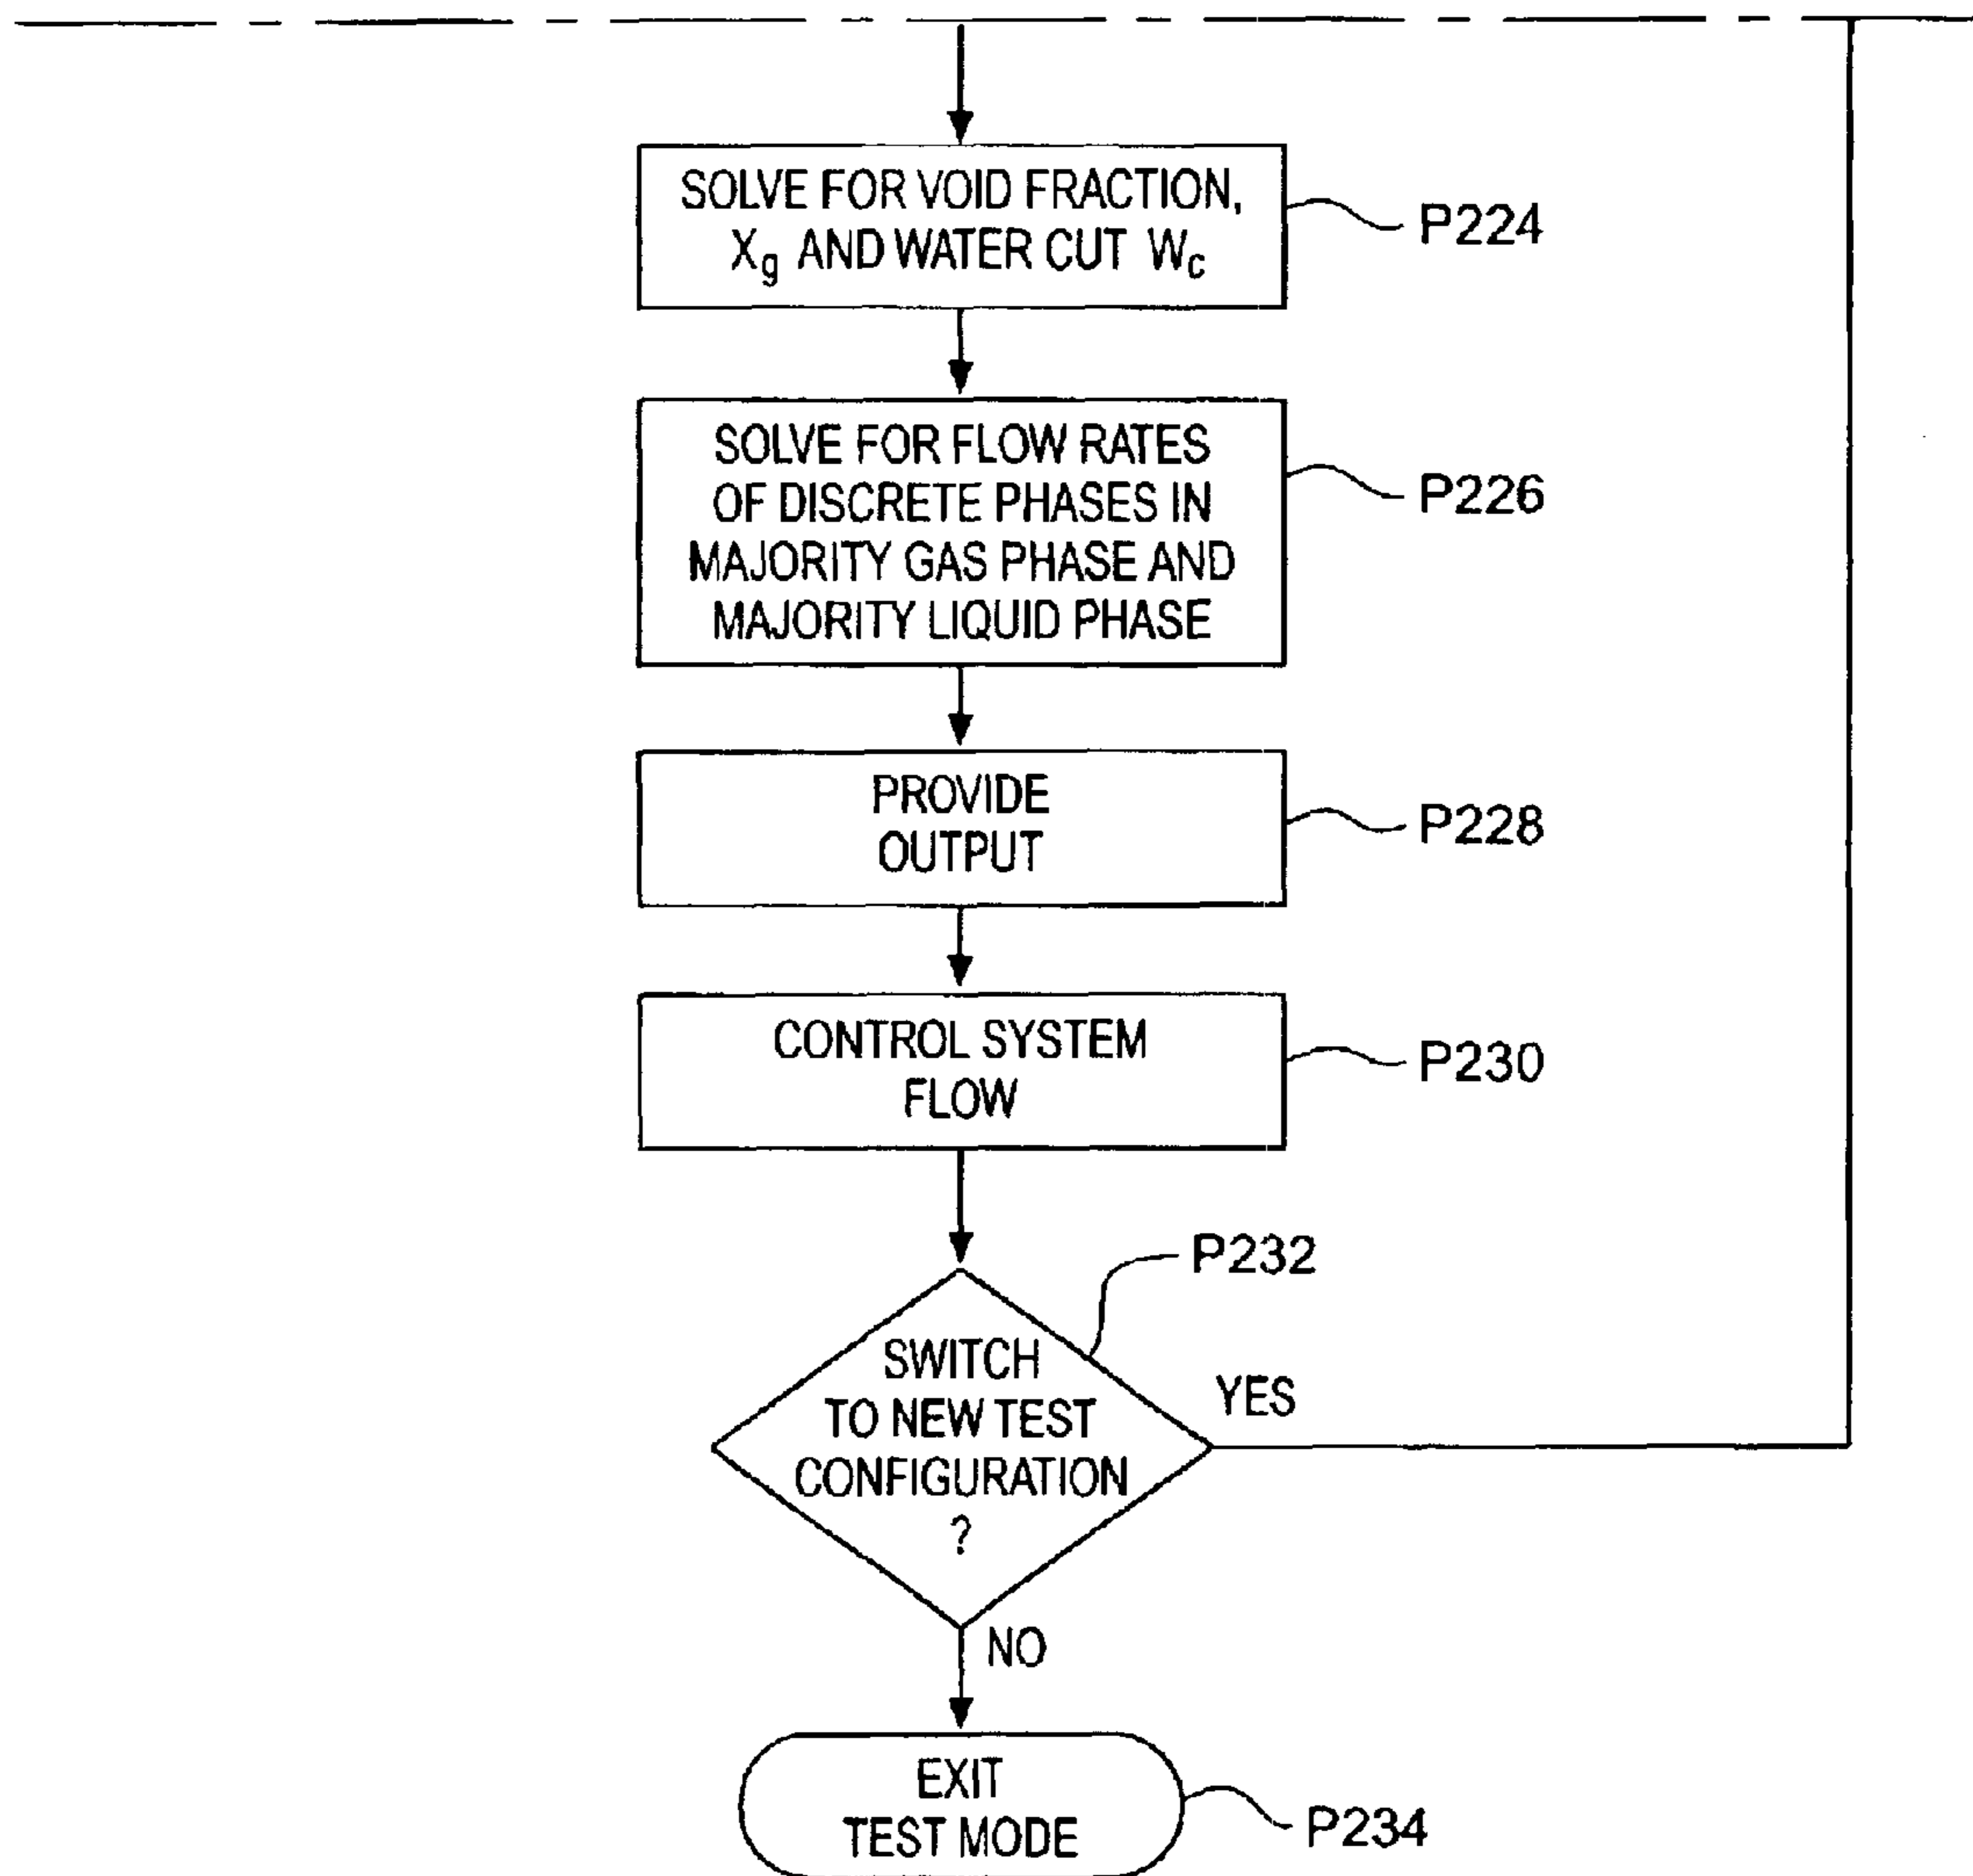 SOLVE FOR VOID FRACTION,
Xg AND WATER CUT Wc
P224
SOLVE FOR FLOW RATES
OF DISCRETE PHASES IN
MAJORITY GAS PHASE AND
MAJORITY LIQUID PHASE
P226
PROVIDE
OUTPUT
P228
CONTROL SYSTEM
FLOW
P230
P232
SWITCH
TO NEW TEST
CONFIGURATION
?
YES
NO
EXIT
TEST MODE
P234